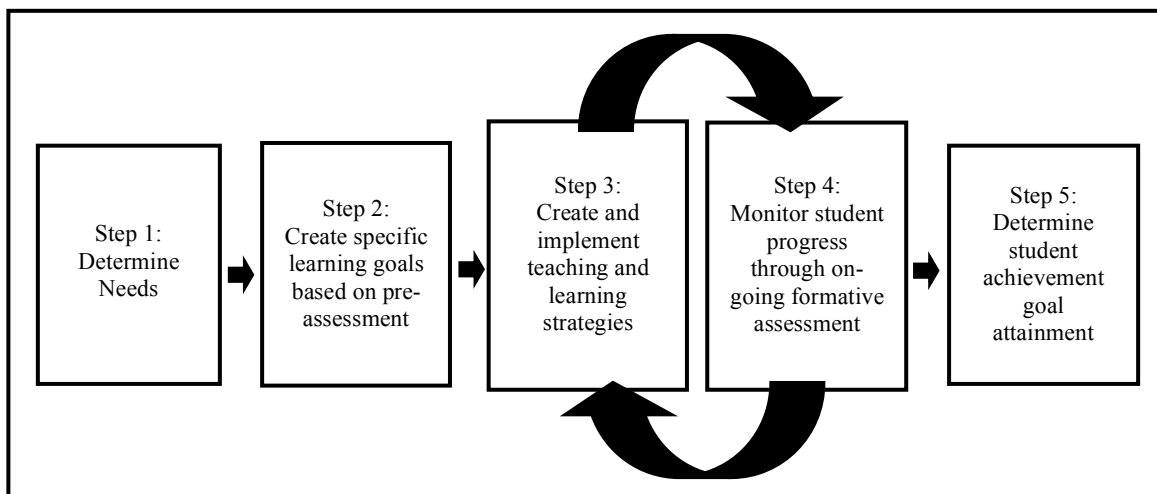 Step 1:
Determine
Needs
Step 2:
Create specific
learning goals
based on pre-
assessment
Step 3:
Create and
implement
teaching and
learning
strategies
Step 4:
Monitor student
progress
through on-
going formative
assessment
Step 5:
Determine
student
achievement
goal
attainment